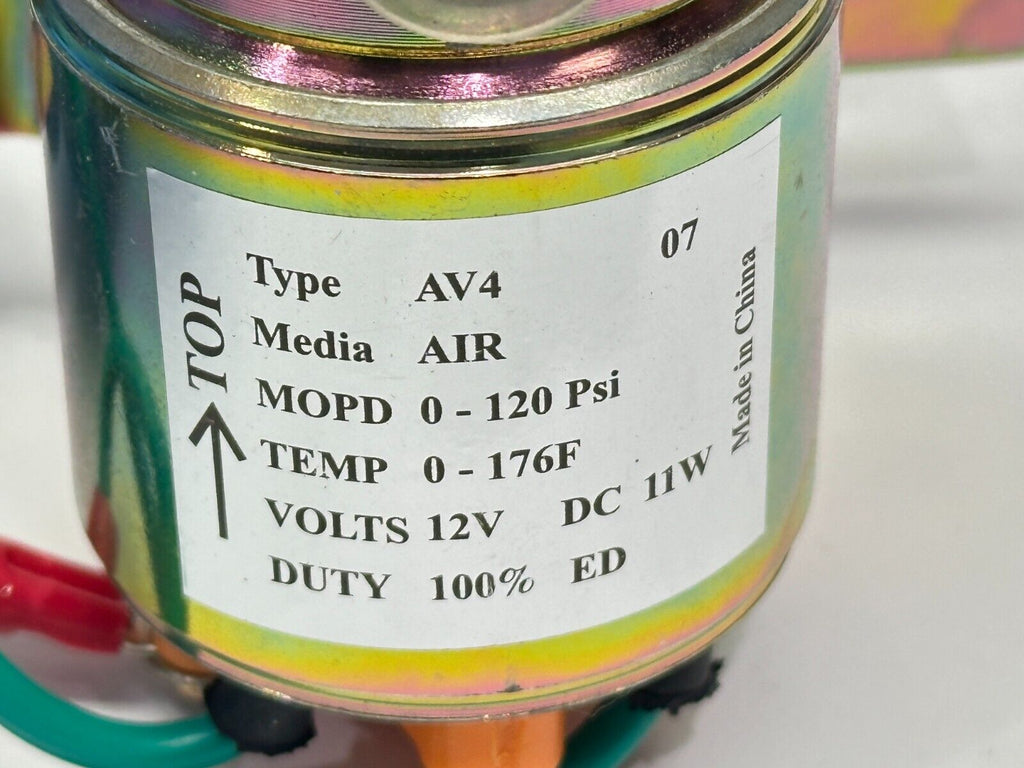 07
Type AV4
Media AIR
MOPD 0 - 120 Psi
TEMP 0 - 176F
VOLTS 12V DC 11W
DUTY 100% ED
TOP
Made in China